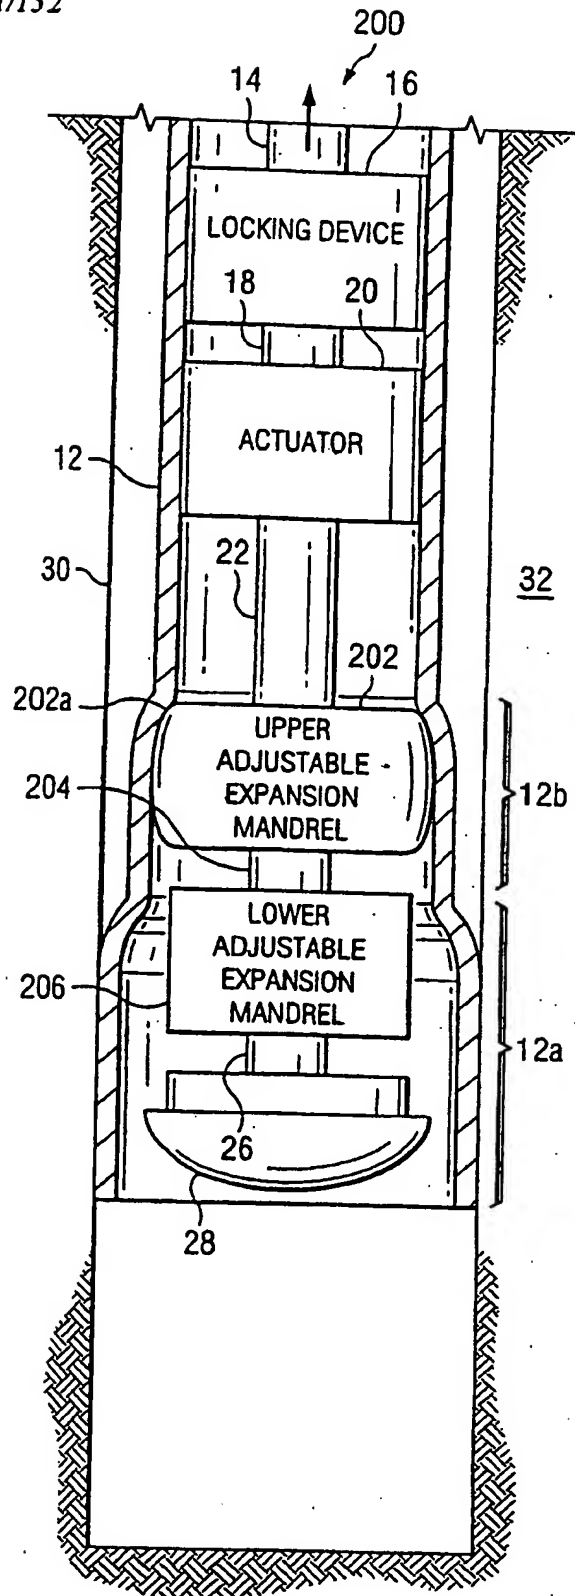 200
14
16
LOCKING DEVICE
18
20
ACTUATOR
12
22
30
32
202
202a
UPPER
ADJUSTABLE
EXPANSION
MANDREL
204
12b
LOWER
ADJUSTABLE
EXPANSION
MANDREL
206
12a
26
28